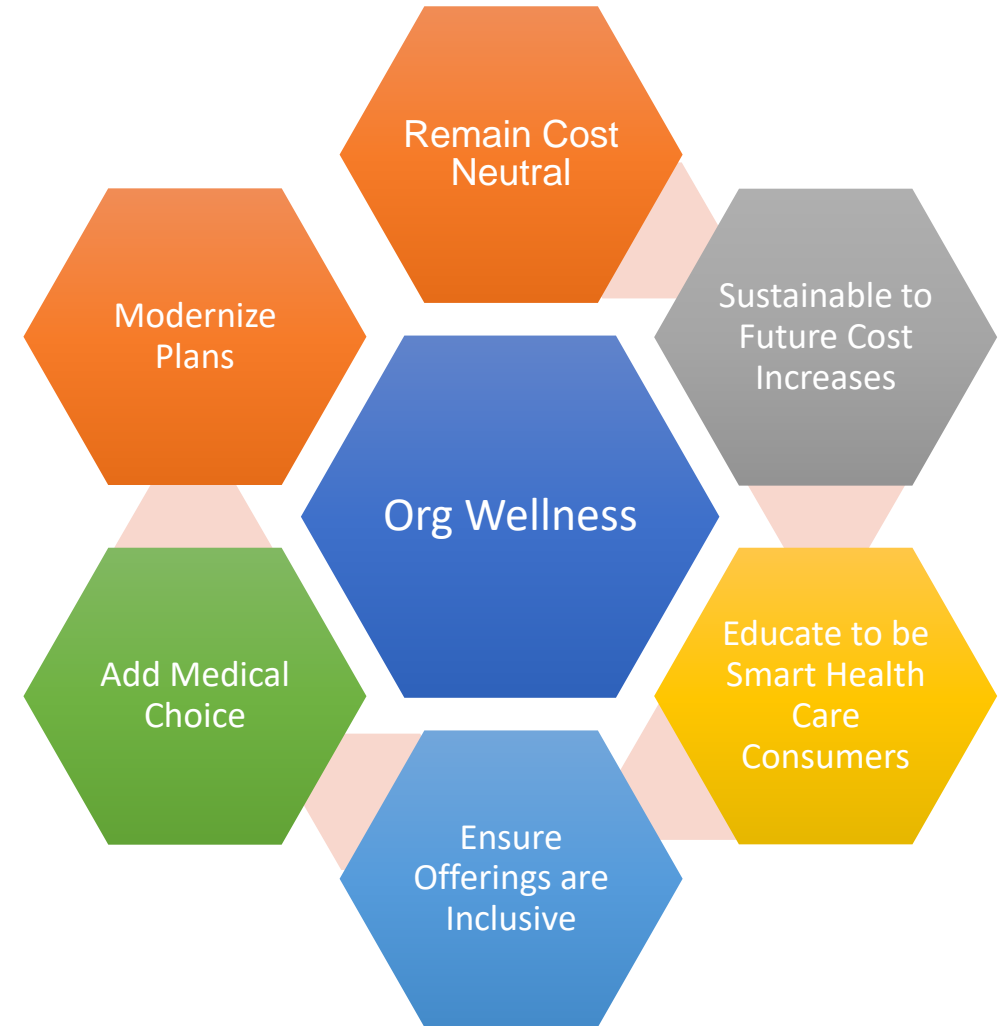 Remain Cost
Neutral
Sustainable to
Future Cost
Increases
Modernize
Plans
Org Wellness
Educate to be
Smart Health
Care
Consumers
Add Medical
Choice
Ensure
Offerings are
Inclusive